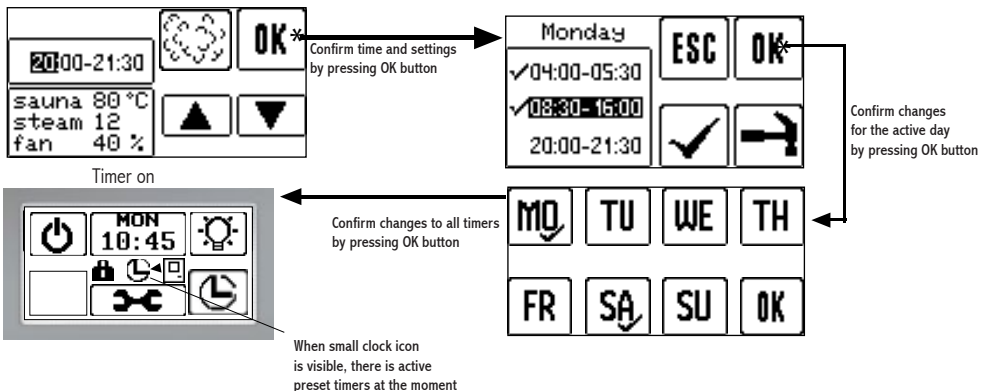 20:00-21:30
OK*
sauna 80 °C
steam 12
fan 40 %
Confirm time and settings
by pressing OK button
Monday
ESC
OK*
✓04:00-05:30
✓08:30-16:00
20:00-21:30
Confirm changes
for the active day
by pressing OK button
Timer on
MON
10:45
Confirm changes to all timers
by pressing OK button
MO
TU
WE
TH
FR
SA
SU
OK
When small clock icon
is visible, there is active
preset timers at the moment